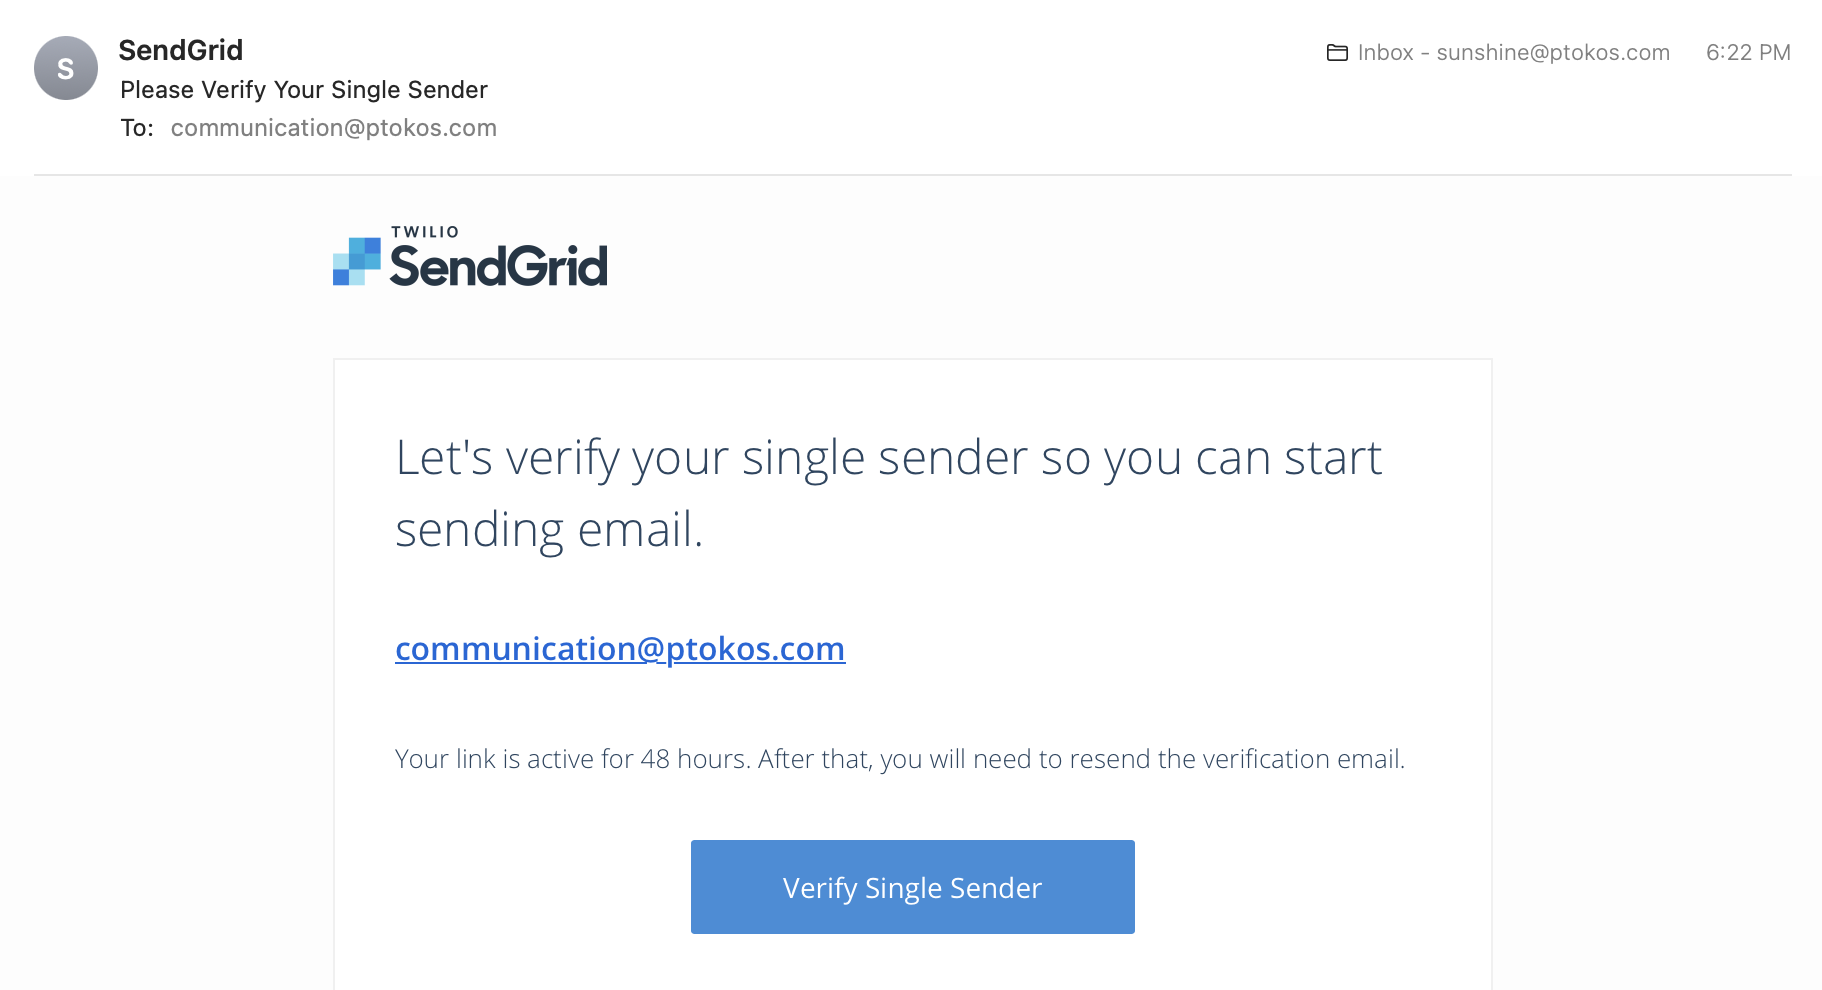 S
SendGrid
Inbox - sunshine@ptokos.com 6:22 PM
Please Verify Your Single Sender
To: communication@ptokos.com
TWILIO
SendGrid
Let's verify your single sender so you can start
sending email.
communication@ptokos.com
Your link is active for 48 hours. After that, you will need to resend the verification email.
Verify Single Sender